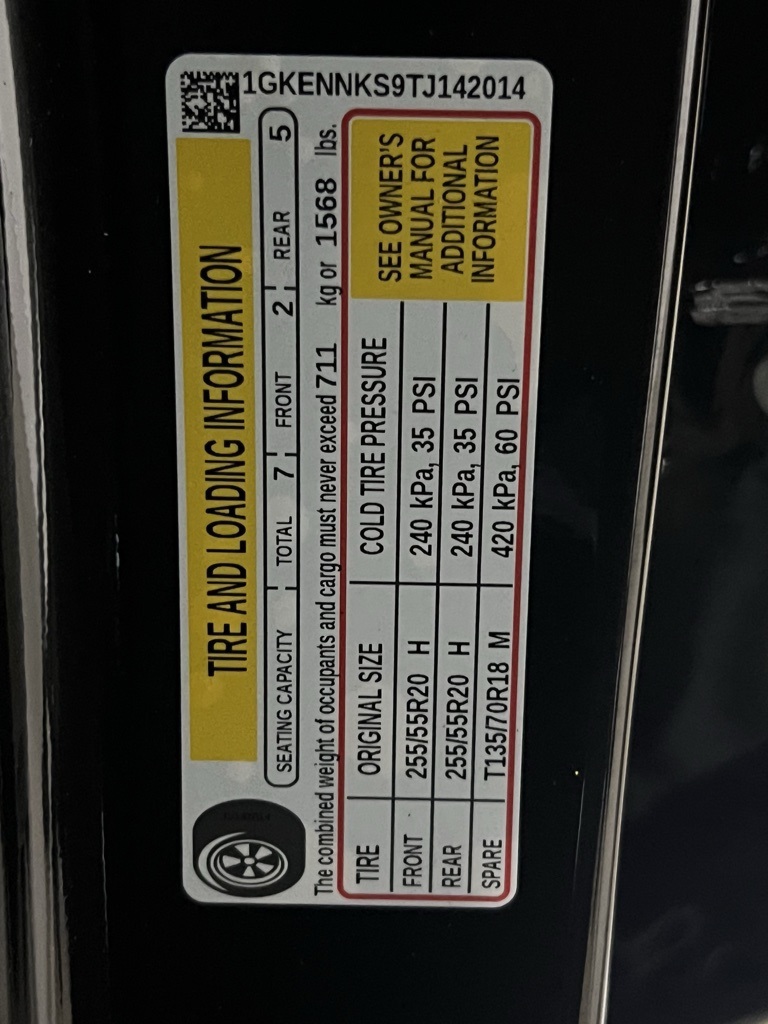 1GKENNKS9TJ142014
TIRE AND LOADING INFORMATION
SEATING CAPACITY TOTAL 7 FRONT 2 REAR 5
The combined weight of occupants and cargo must never exceed 711 kg or 1568 lbs.
TIRE ORIGINAL SIZE COLD TIRE PRESSURE
FRONT 255/55R20 H 240 kPa, 35 PSI
REAR 255/55R20 H 240 kPa, 35 PSI
SPARE T135/70R18 M 420 kPa, 60 PSI
SEE OWNER'S
MANUAL FOR
ADDITIONAL
INFORMATION